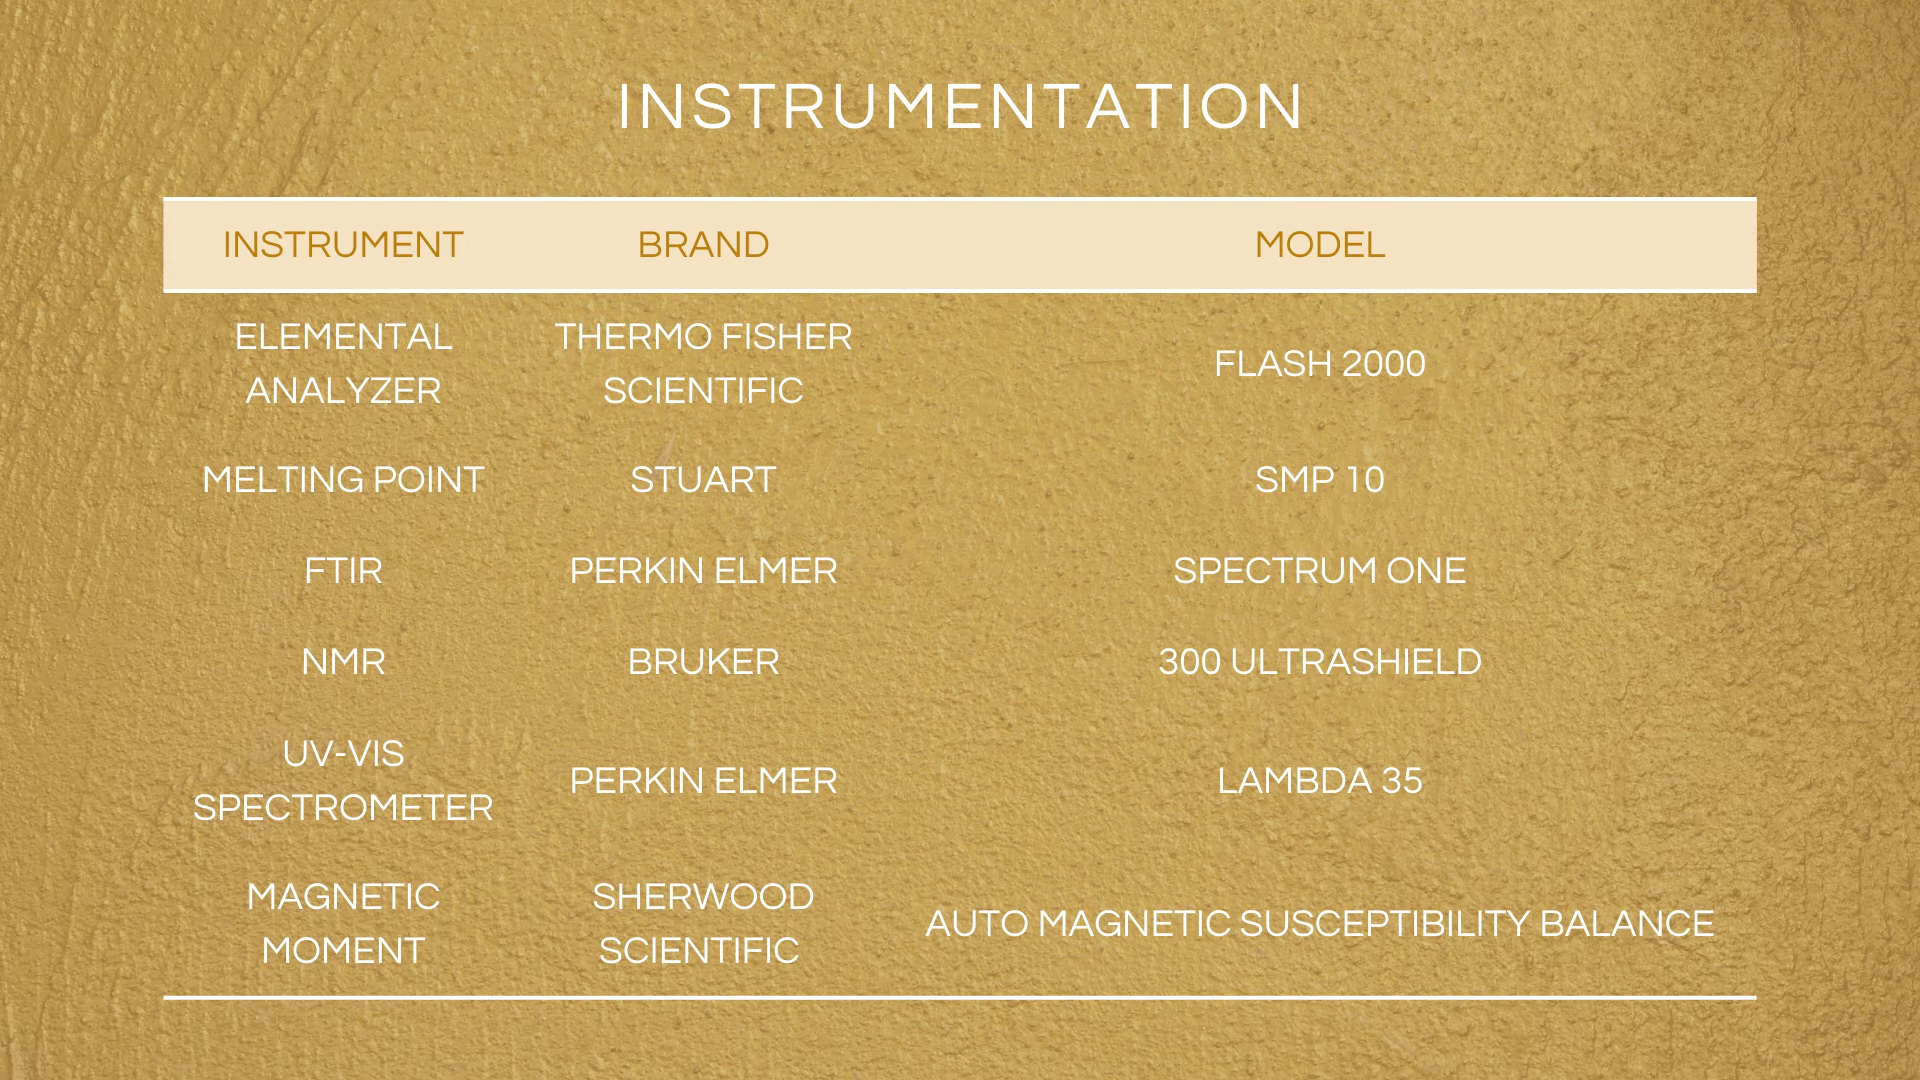 INSTRUMENTATION
INSTRUMENT BRAND MODEL
ELEMENTAL ANALYZER THERMO FISHER SCIENTIFIC FLASH 2000
MELTING POINT STUART SMP 10
FTIR PERKIN ELMER SPECTRUM ONE
NMR BRUKER 300 ULTRASHIELD
UV-VIS SPECTROMETER PERKIN ELMER LAMBDA 35
MAGNETIC MOMENT SHERWOOD SCIENTIFIC AUTO MAGNETIC SUSCEPTIBILITY BALANCE